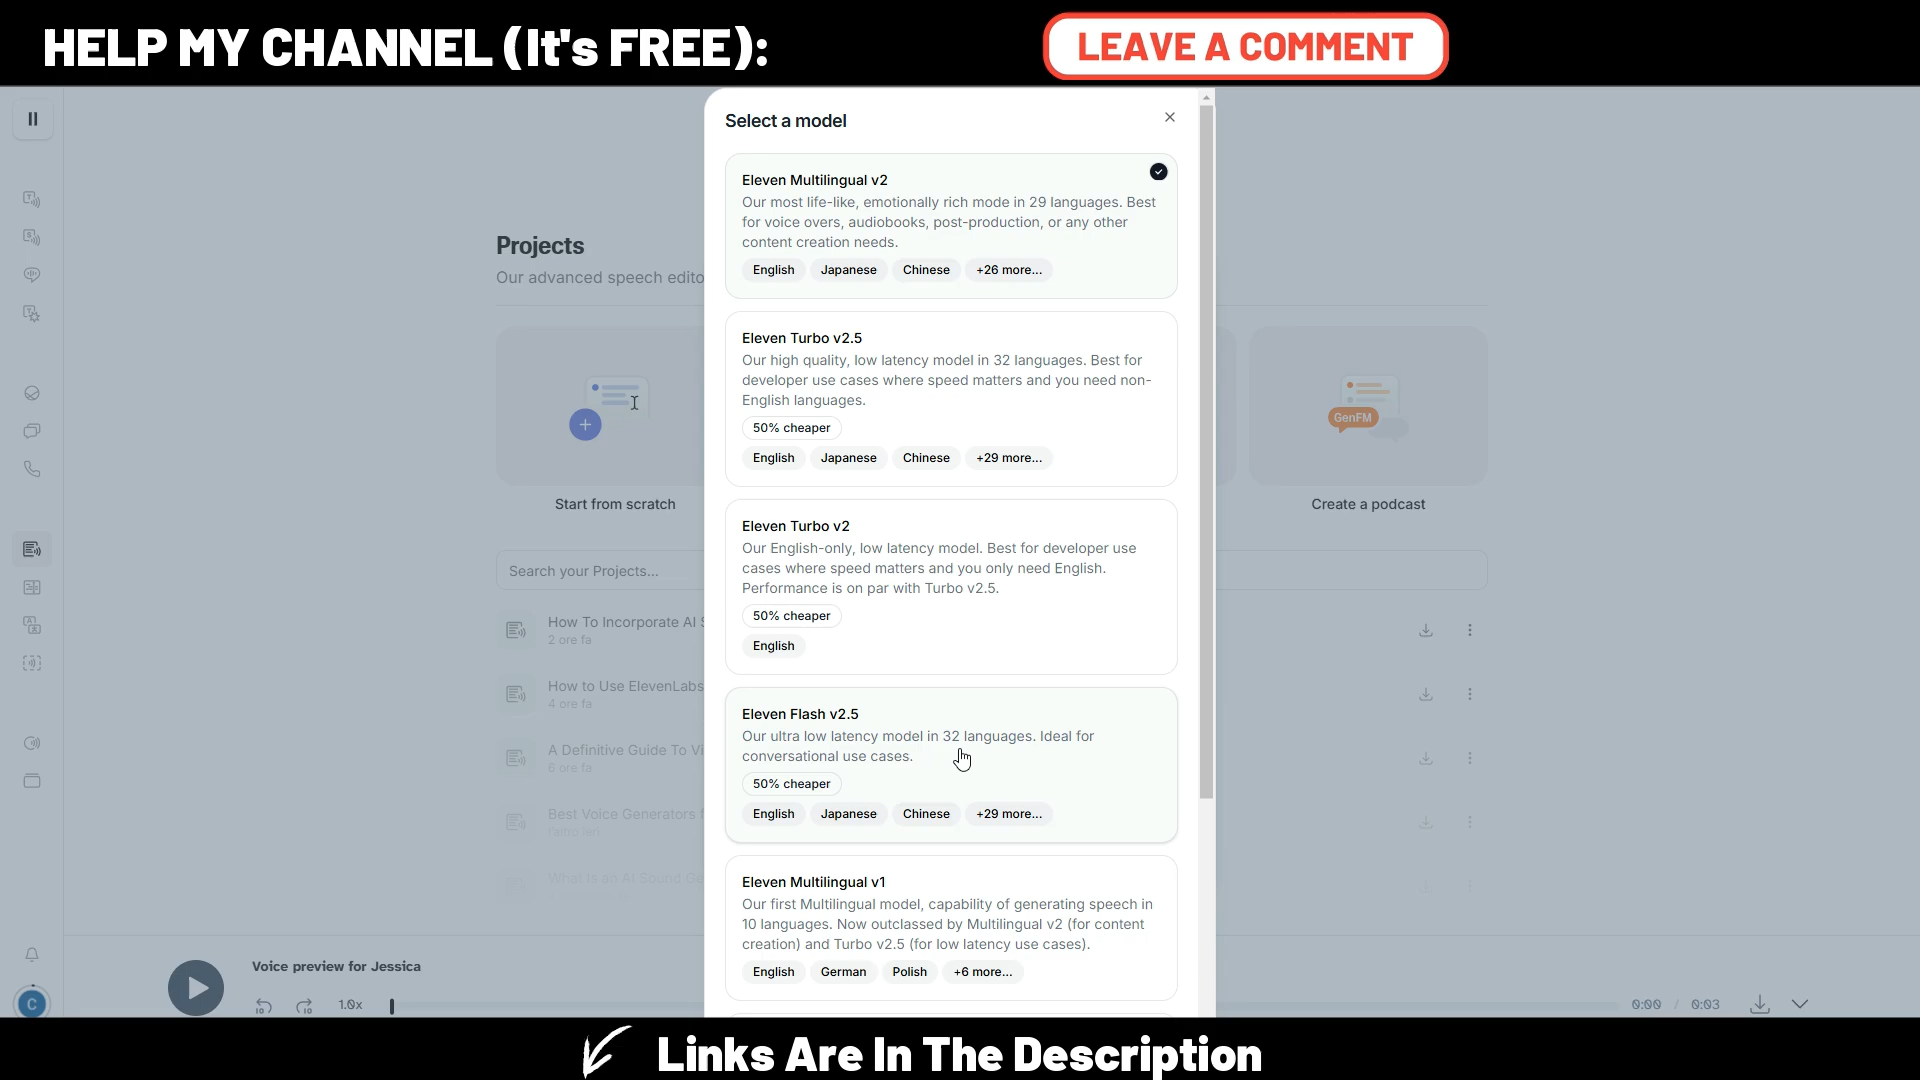 HELP MY CHANNEL (It's FREE):
LEAVE A COMMENT
Select a model
Eleven Multilingual v2
Our most life-like, emotionally rich mode in 29 languages. Best
for voice overs, audiobooks, post-production, or any other
content creation needs.
English Japanese Chinese +26 more...
Eleven Turbo v2.5
Our high quality, low latency model in 32 languages. Best for
developer use cases where speed matters and you need non-
English languages.
50% cheaper
English Japanese Chinese +29 more...
Eleven Turbo v2
Our English-only, low latency model. Best for developer use
cases where speed matters and you only need English.
Performance is on par with Turbo v2.5.
50% cheaper
English
Eleven Flash v2.5
Our ultra low latency model in 32 languages. Ideal for
conversational use cases.
50% cheaper
English Japanese Chinese +29 more...
Eleven Multilingual v1
Our first Multilingual model, capability of generating speech in
10 languages. Now outclassed by Multilingual v2 (for content
creation) and Turbo v2.5 (for low latency use cases).
English German Polish +6 more...
Projects
Our advanced speech edito
GenFM
Start from scratch
Create a podcast
Search your Projects...
How To Incorporate AI S
2 ore fa
How to Use ElevenLabs
4 ore fa
A Definitive Guide To Vi
6 ore fa
Best Voice Generators f
l'altro ieri
What Is an AI Sound Ge
Voice preview for Jessica
10 10 1.0x
0:00 / 0:03
C
Links Are In The Description